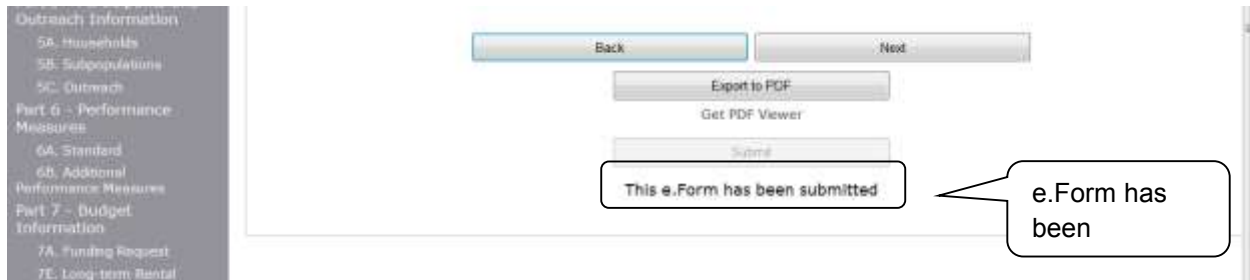 Outreach Information
5A. Households
5B. Subpopulations
5C. Outreach
Part 6 - Performance
Measures
6A. Standard
6B. Additional
Performance Measures
Part 7 - Budget
Information
7A. Funding Request
7E. Long-term Rental
Back
Next
Export to PDF
Get PDF Viewer
Submit
This e.Form has been submitted
e.Form has
been